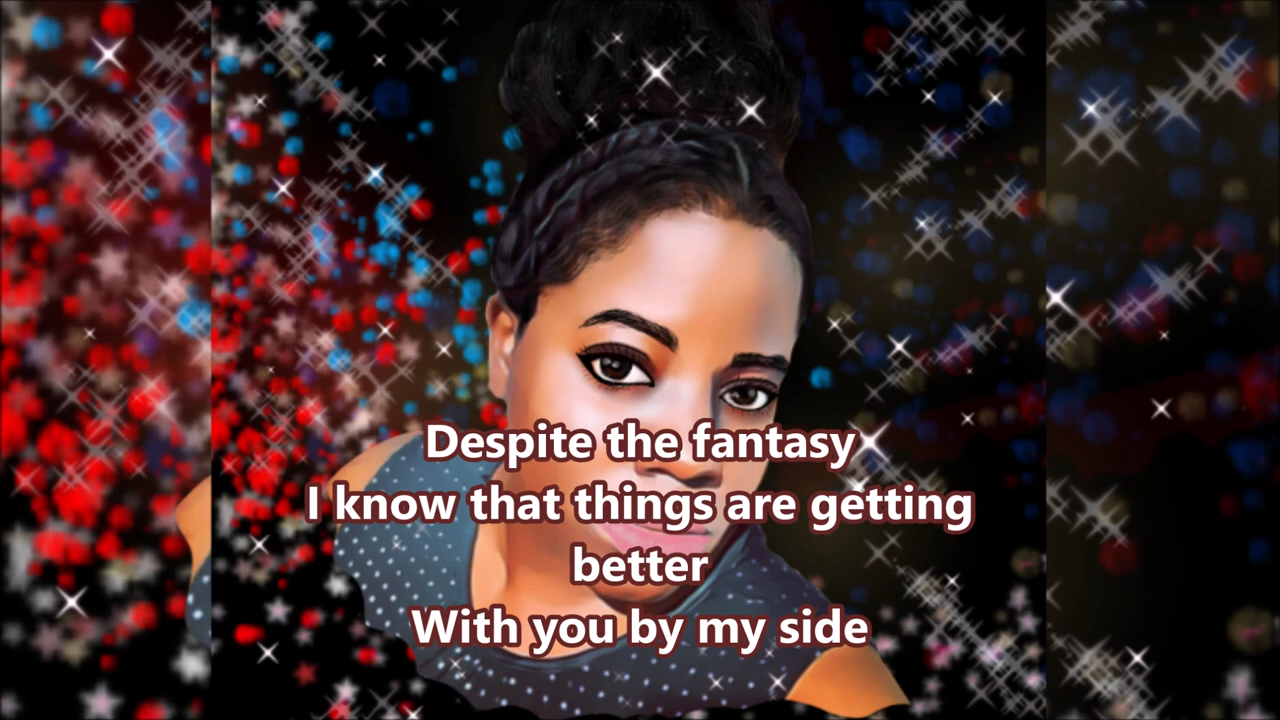 Despite the fantasy
I know that things are getting
better
With you by my side